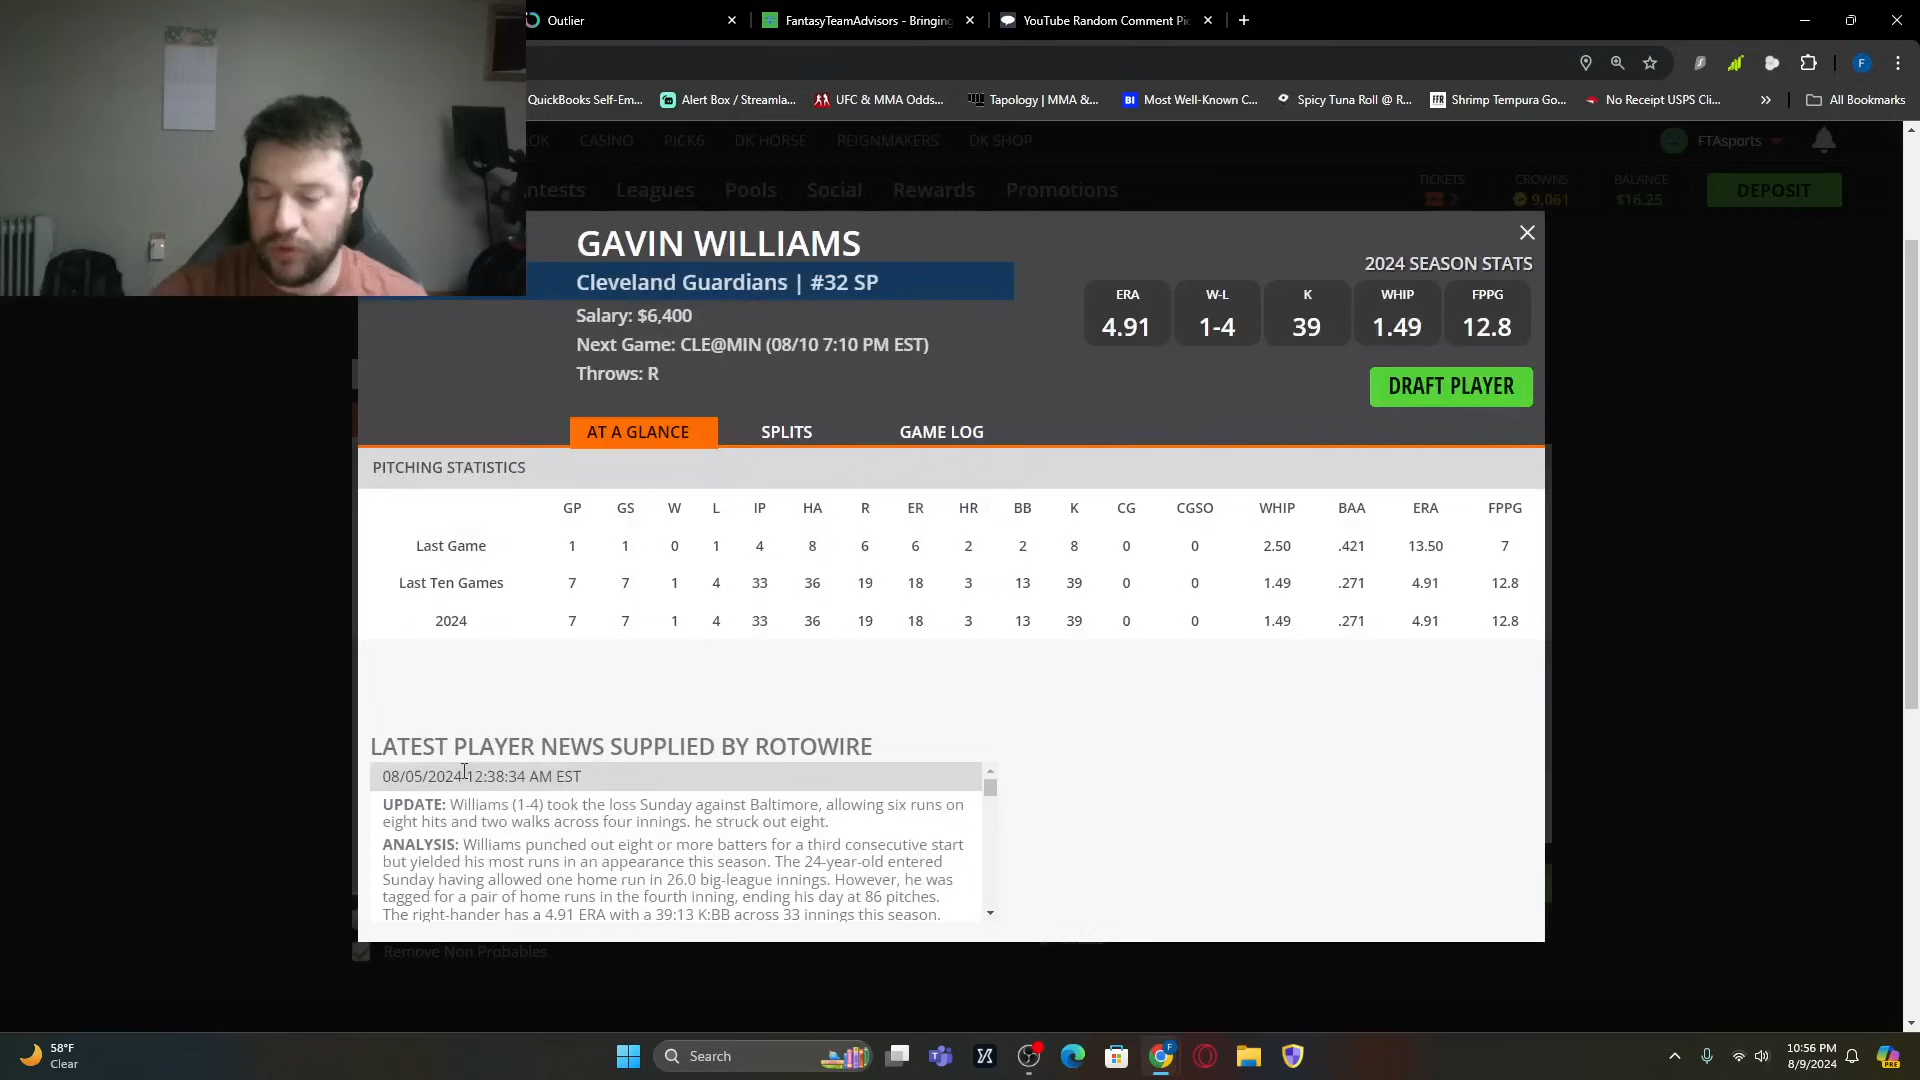 Outlier
FantasyTeamAdvisors - Bringing
YouTube Random Comment Pi
QuickBooks Self-Em...
Alert Box / Streamla...
UFC & MMA Odds...
Tapology | MMA &...
BI Most Well-Known C...
Spicy Tuna Roll @ R...
FFR Shrimp Tempura Go...
No Receipt USPS Cli...
All Bookmarks
F
OK CASINO PICK6 DK HORSE REIGNMAKERS DK SHOP
FTAsports
ntests Leagues Pools Social Rewards Promotions
TICKETS CROWNS BALANCE
2 9,061 $16.25
DEPOSIT
GAVIN WILLIAMS
Cleveland Guardians | #32 SP
Salary: $6,400
Next Game: CLE@MIN (08/10 7:10 PM EST)
Throws: R
2024 SEASON STATS
ERA W-L K WHIP FPPG
4.91 1-4 39 1.49 12.8
DRAFT PLAYER
AT A GLANCE SPLITS GAME LOG
PITCHING STATISTICS
GP GS W L IP HA R ER HR BB K CG CGSO WHIP BAA ERA FPPG
Last Game 1 1 0 1 4 8 6 6 2 2 8 0 0 2.50 .421 13.50 7
Last Ten Games 7 7 1 4 33 36 19 18 3 13 39 0 0 1.49 .271 4.91 12.8
2024 7 7 1 4 33 36 19 18 3 13 39 0 0 1.49 .271 4.91 12.8
LATEST PLAYER NEWS SUPPLIED BY ROTOWIRE
08/05/2024 12:38:34 AM EST
UPDATE: Williams (1-4) took the loss Sunday against Baltimore, allowing six runs on
eight hits and two walks across four innings. he struck out eight.
ANALYSIS: Williams punched out eight or more batters for a third consecutive start
but yielded his most runs in an appearance this season. The 24-year-old entered
Sunday having allowed one home run in 26.0 big-league innings. However, he was
tagged for a pair of home runs in the fourth inning, ending his day at 86 pitches.
The right-hander has a 4.91 ERA with a 39:13 K:BB across 33 innings this season.
Remove Non Probables
58°F
Clear
Search
10:56 PM
8/9/2024
PRE